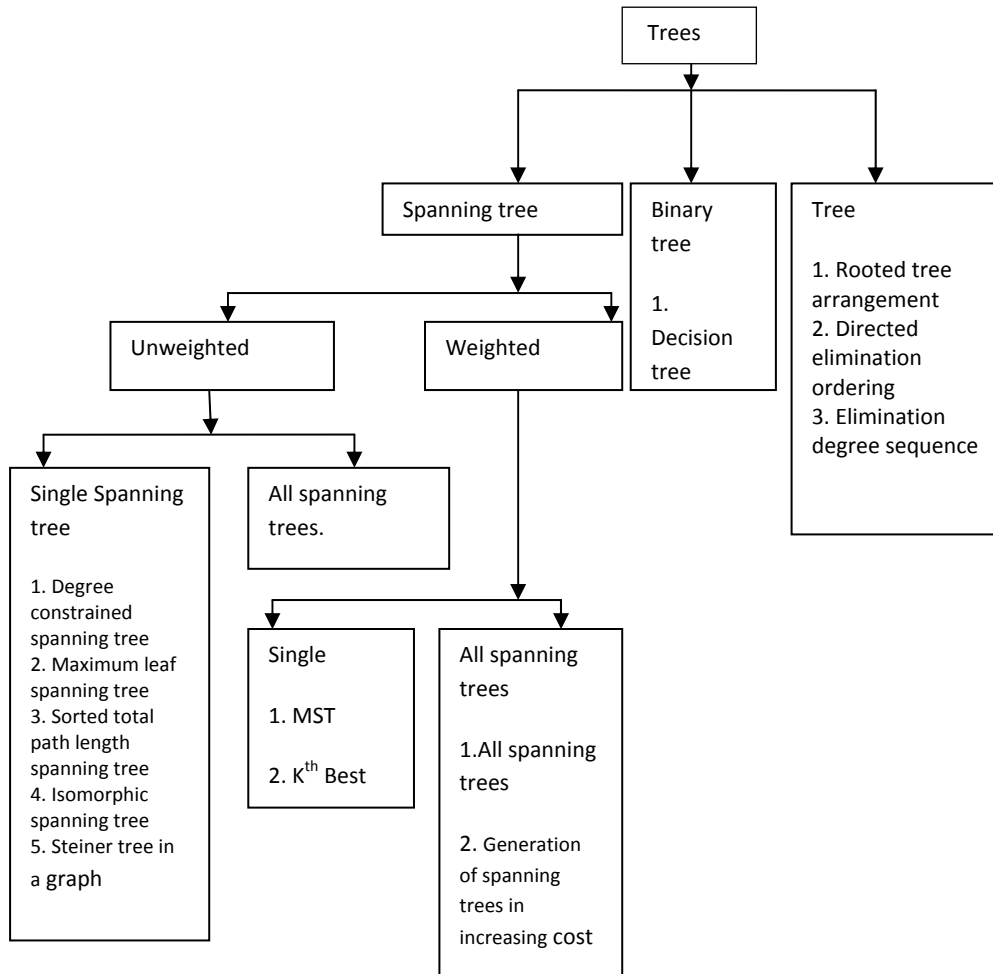 Trees
Spanning tree
Binary
tree
1.
Decision
tree
Tree
1. Rooted tree
arrangement
2. Directed
elimination
ordering
3. Elimination
degree sequence
Unweighted
Weighted
Single Spanning
tree
1. Degree
constrained
spanning tree
2. Maximum leaf
spanning tree
3. Sorted total
path length
spanning tree
4. Isomorphic
spanning tree
5. Steiner tree in
a graph
All spanning
trees.
Single
1. MST
2. Kth Best
All spanning
trees
1.All spanning
trees
2. Generation
of spanning
trees in
increasing cost